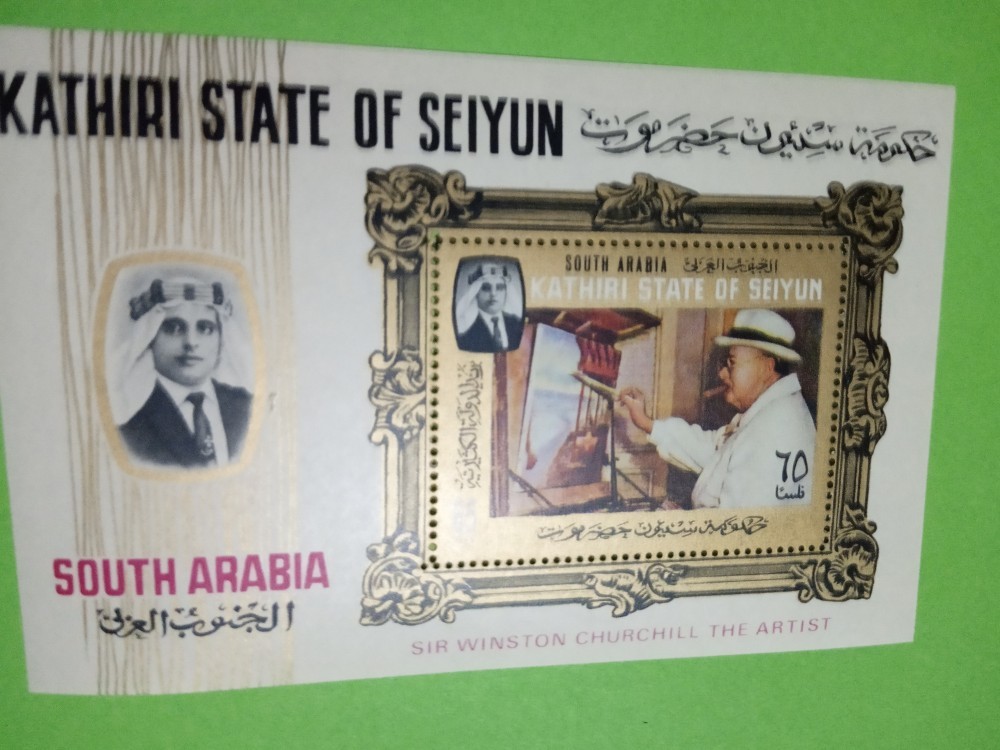 KATHIRI STATE OF SEIYUN
حكومة سيئون حضرموت
SOUTH ARABIA
الجنوب العربي
KATHIRI STATE OF SEIYUN
٦٥
فلسا
حكومة سيئون حضرموت
SOUTH ARABIA
الجنوب العربي
SIR WINSTON CHURCHILL THE ARTIST